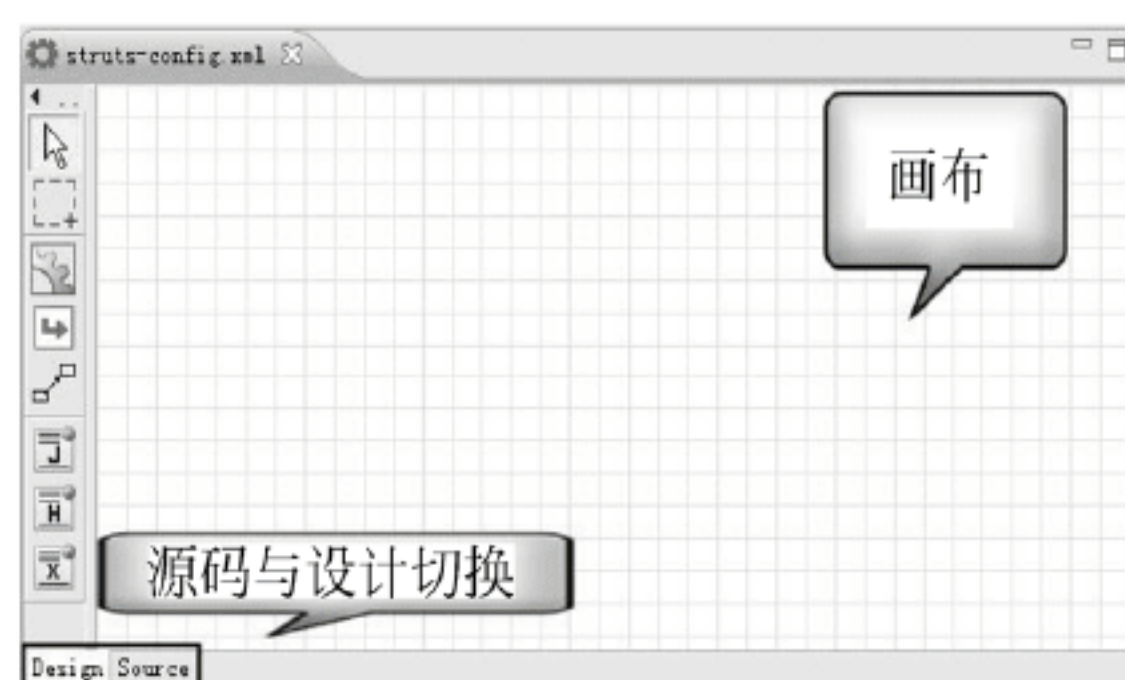 struts-config.xml
画布
J
H
X
源码与设计切换
Design Source